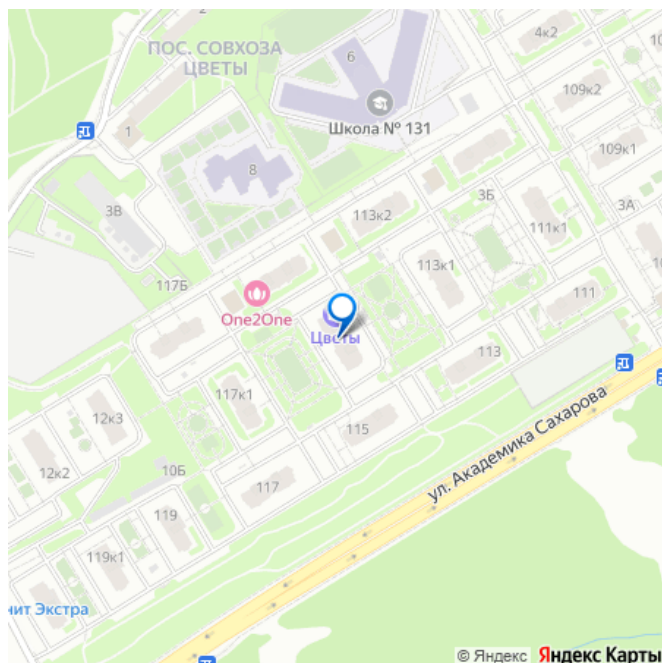 2
ПОС. СОВХОЗА
ЦВЕТЫ
6
4к2
109к2
Школа № 131
1
109к1
8
3Б
3А
3В
113к2
111к1
117Б
113к1
111
One2One
Цветы
113
117к1
12к3
115
ул. Академика Сахарова
12к2
10Б
117
119
119к1
нит Экстра
© Яндекс Яндекс Карты